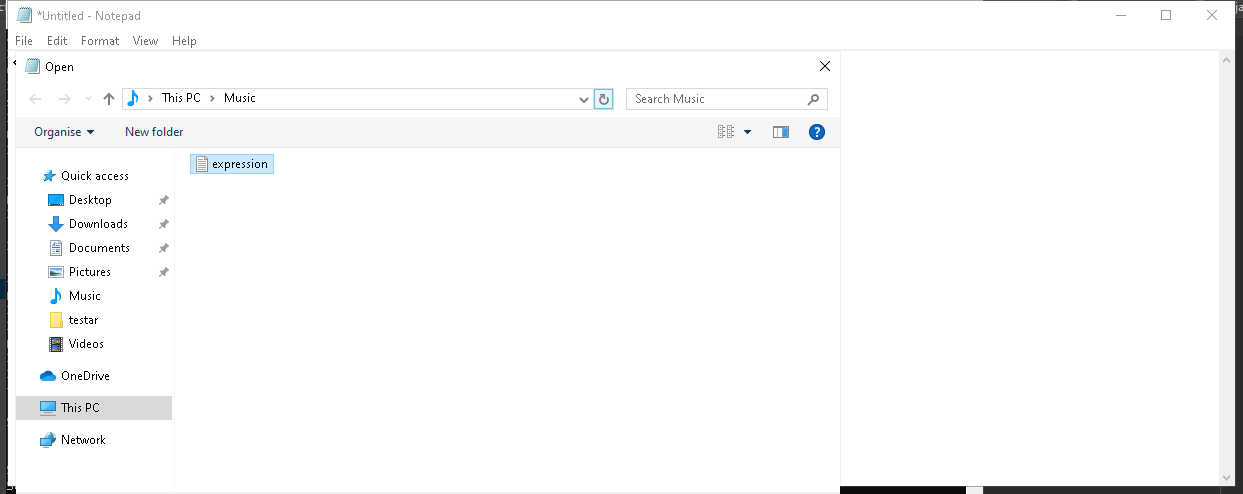 *Untitled - Notepad
File Edit Format View Help
Open
This PC Music
Search Music
Organise New folder
expression
Quick access
Desktop
Downloads
Documents
Pictures
Music
testar
Videos
OneDrive
This PC
Network